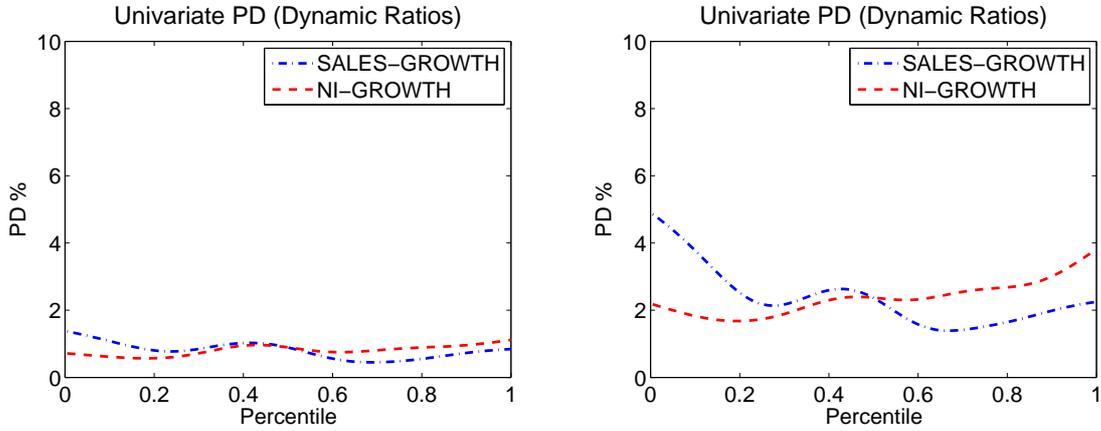 Univariate PD (Dynamic Ratios)
10
8
6
4
2
0
PD %
SALES−GROWTH
NI−GROWTH
0 0.2 0.4 0.6 0.8 1
Percentile
Univariate PD (Dynamic Ratios)
10
8
6
4
2
0
PD %
SALES−GROWTH
NI−GROWTH
0 0.2 0.4 0.6 0.8 1
Percentile